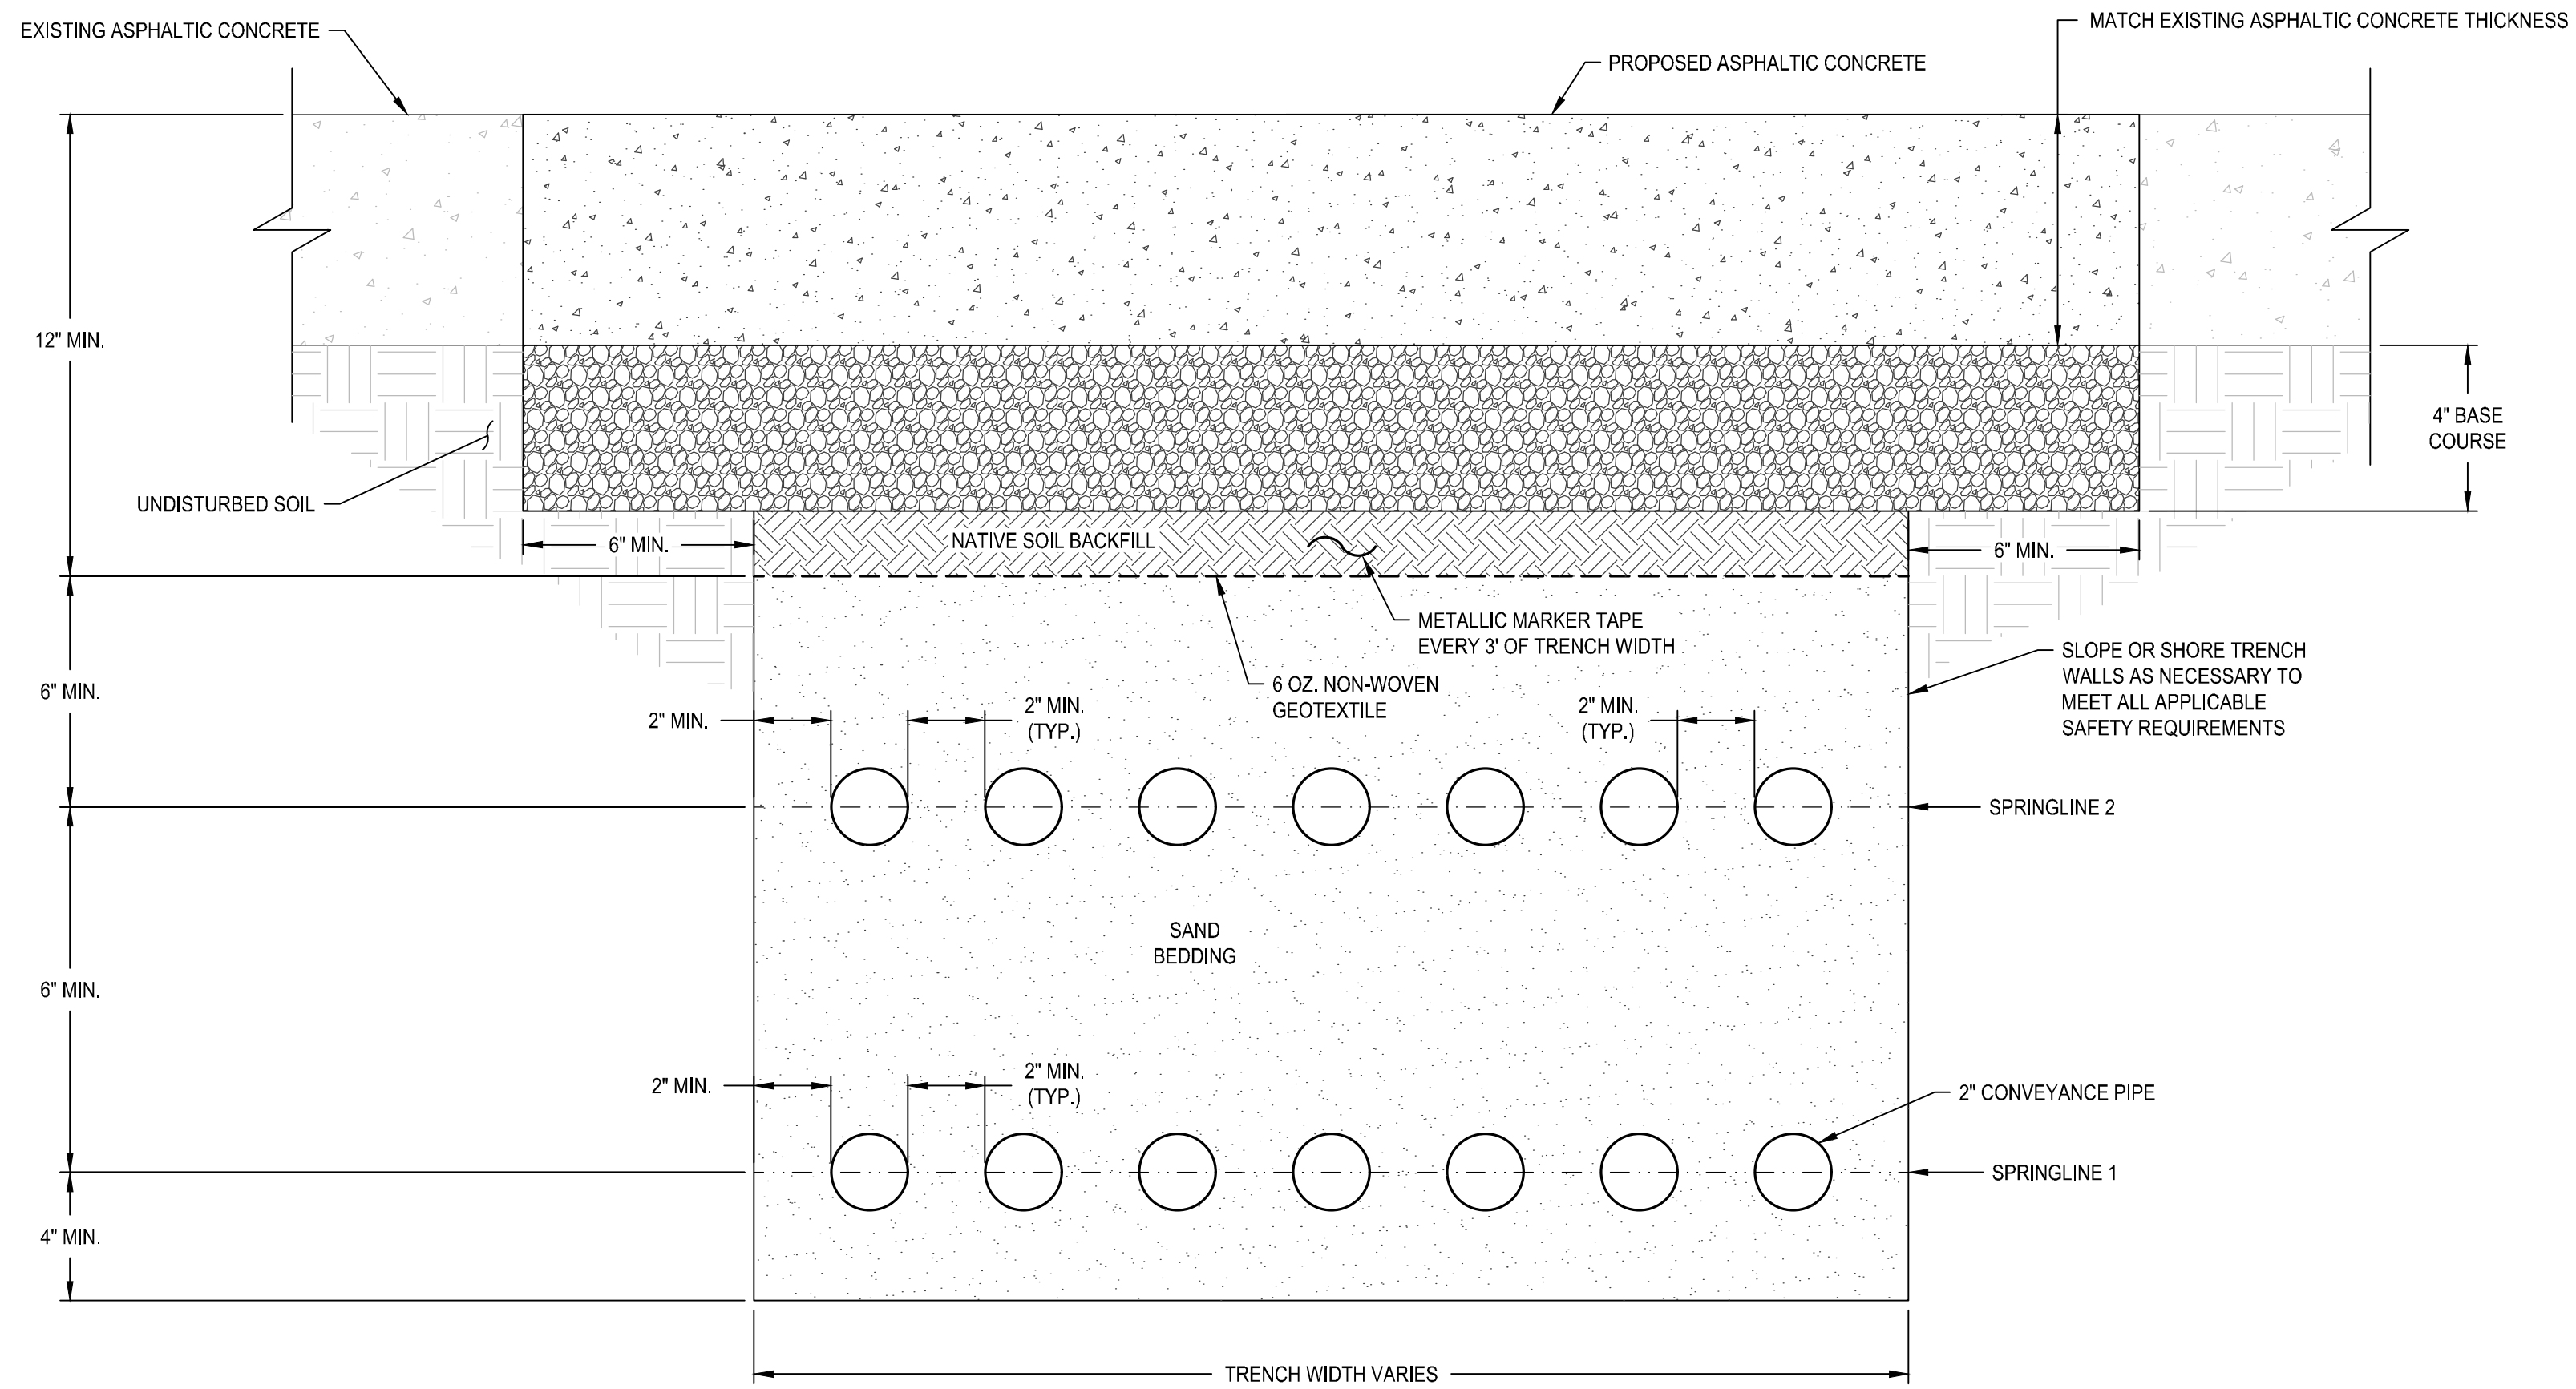 EXISTING ASPHALTIC CONCRETE
MATCH EXISTING ASPHALTIC CONCRETE THICKNESS
PROPOSED ASPHALTIC CONCRETE
12" MIN.
4" BASE
COURSE
UNDISTURBED SOIL
6" MIN.
NATIVE SOIL BACKFILL
6" MIN.
METALLIC MARKER TAPE
EVERY 3' OF TRENCH WIDTH
SLOPE OR SHORE TRENCH
WALLS AS NECESSARY TO
MEET ALL APPLICABLE
SAFETY REQUIREMENTS
6" MIN.
6 OZ. NON-WOVEN
GEOTEXTILE
2" MIN.
2" MIN.
(TYP.)
2" MIN.
(TYP.)
SPRINGLINE 2
SAND
BEDDING
6" MIN.
2" MIN.
2" MIN.
(TYP.)
2" CONVEYANCE PIPE
SPRINGLINE 1
4" MIN.
TRENCH WIDTH VARIES